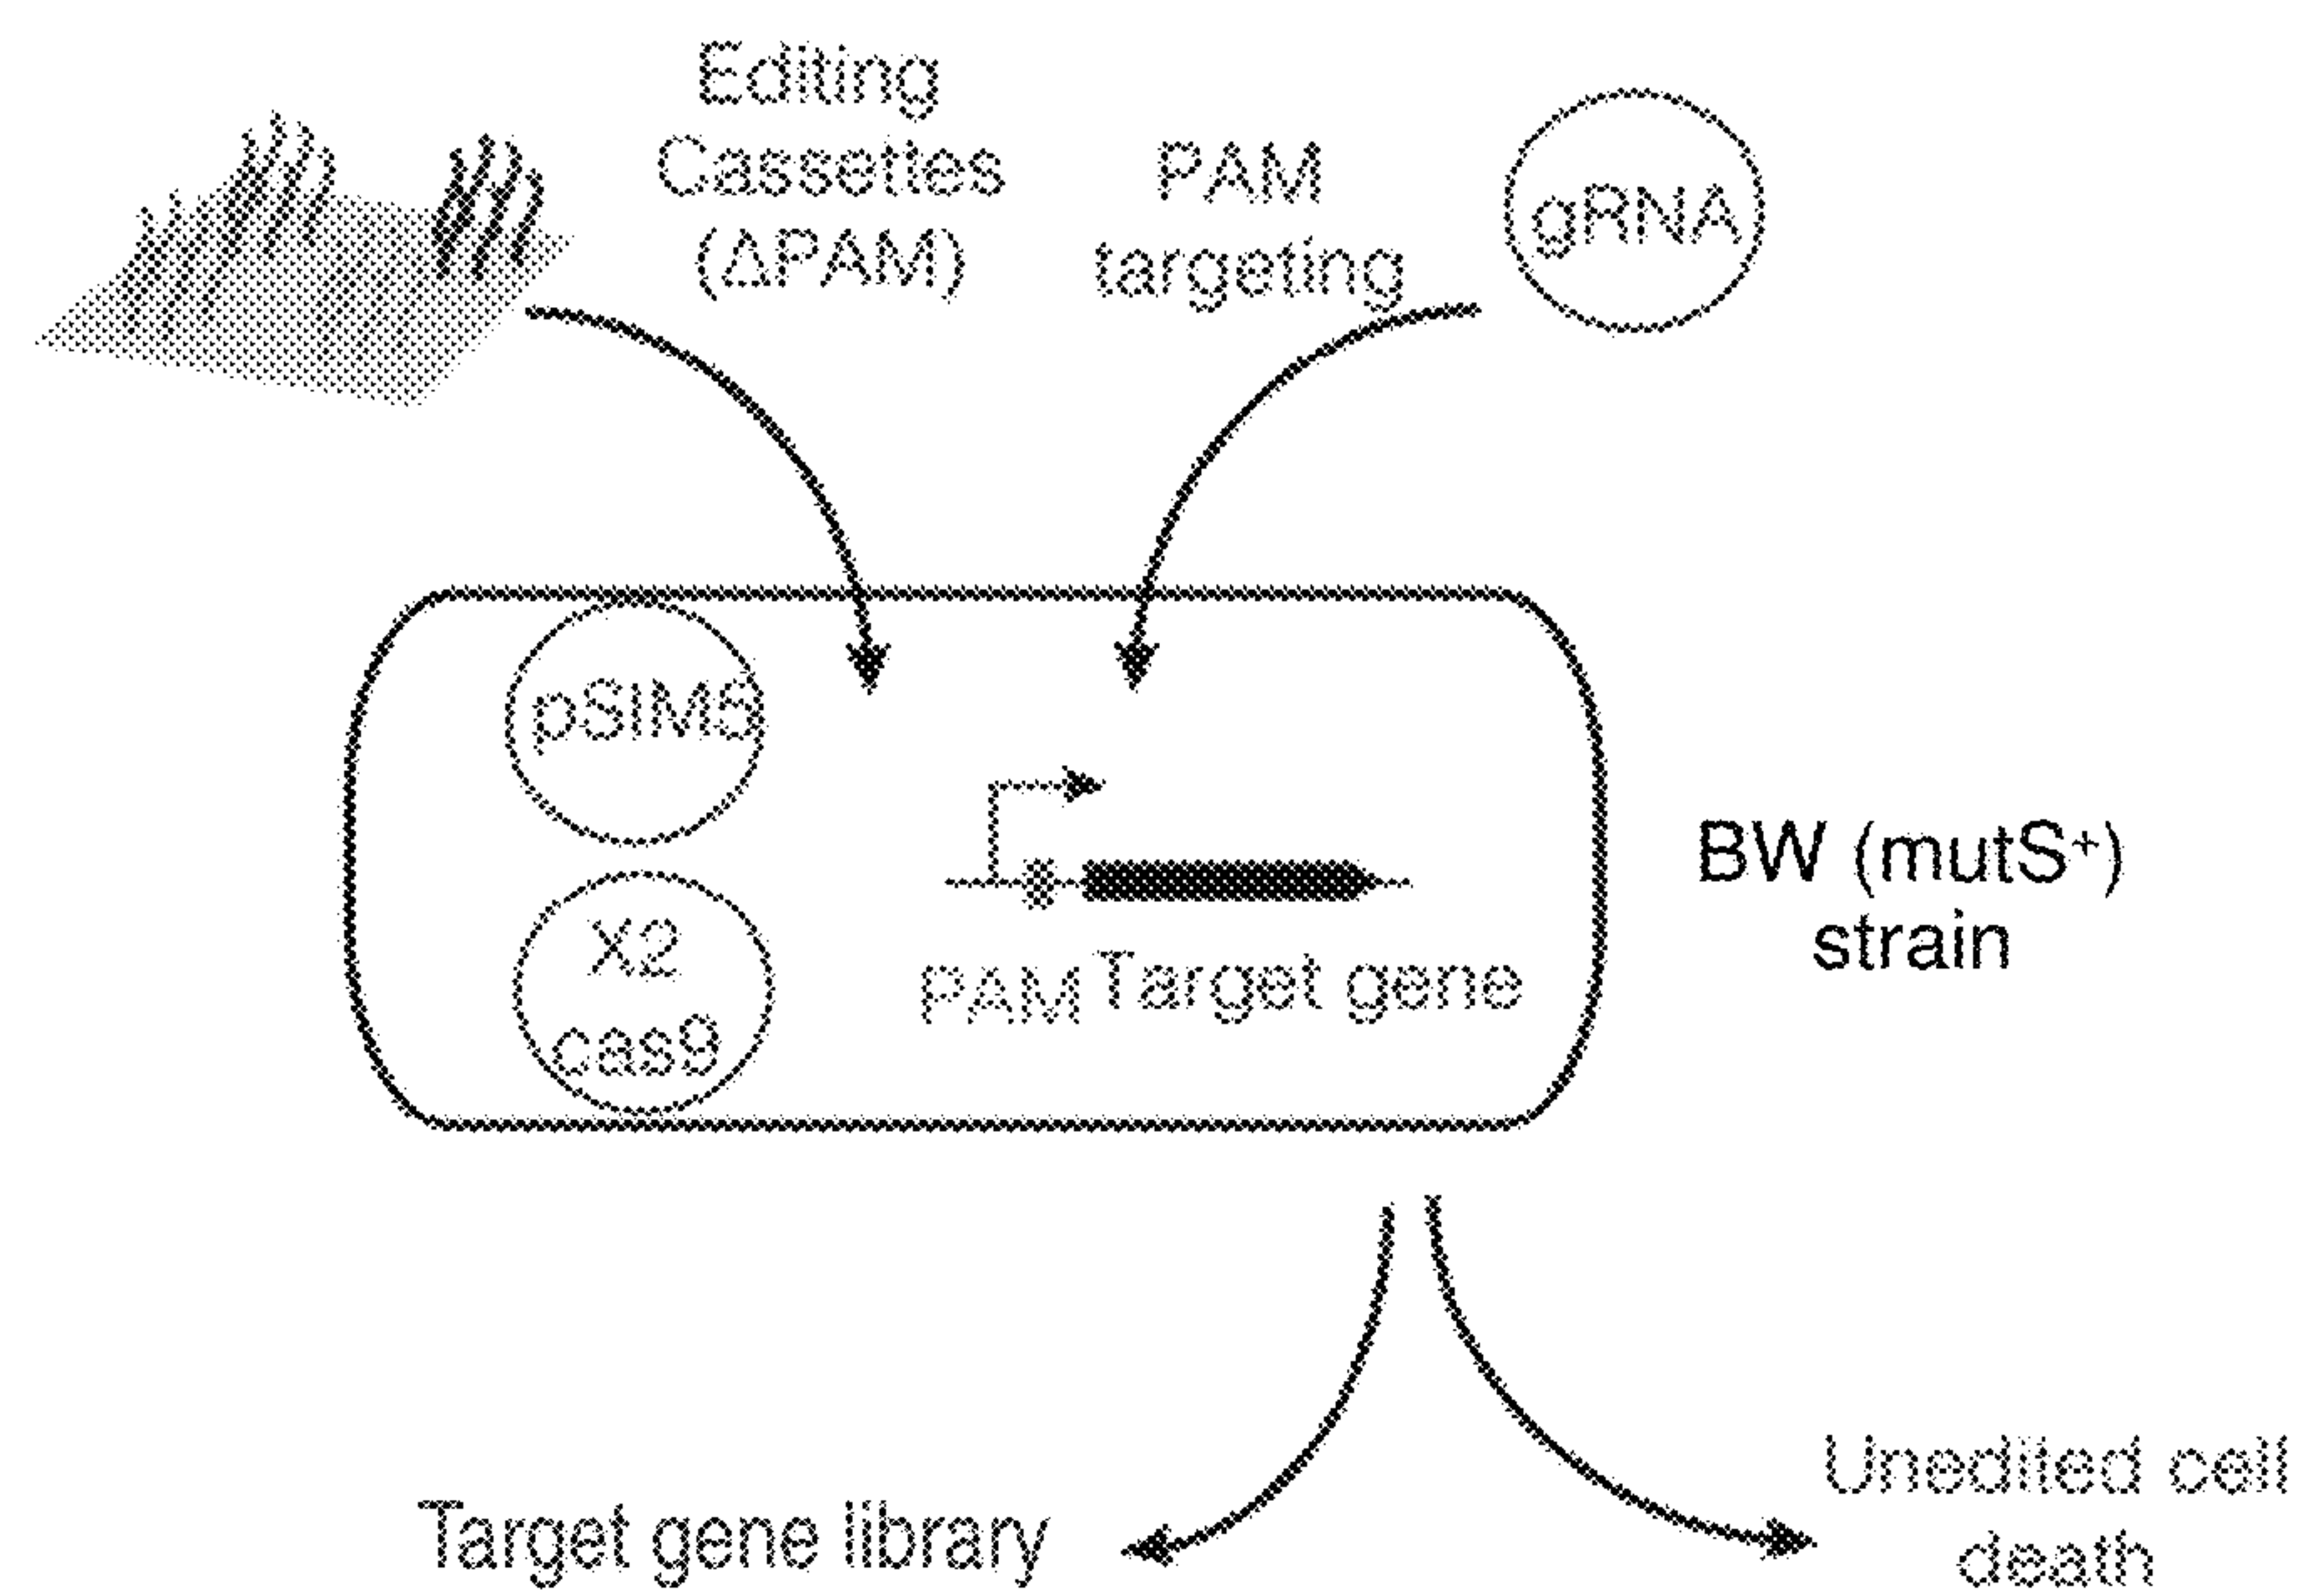 Editing
Cassettes
(ΔPAM)
PAM
targeting
gRNA
pSIM5
X2
cas9
PAM
Target gene
BW (mutS⁺)
strain
Target gene library
Unedited cell
death